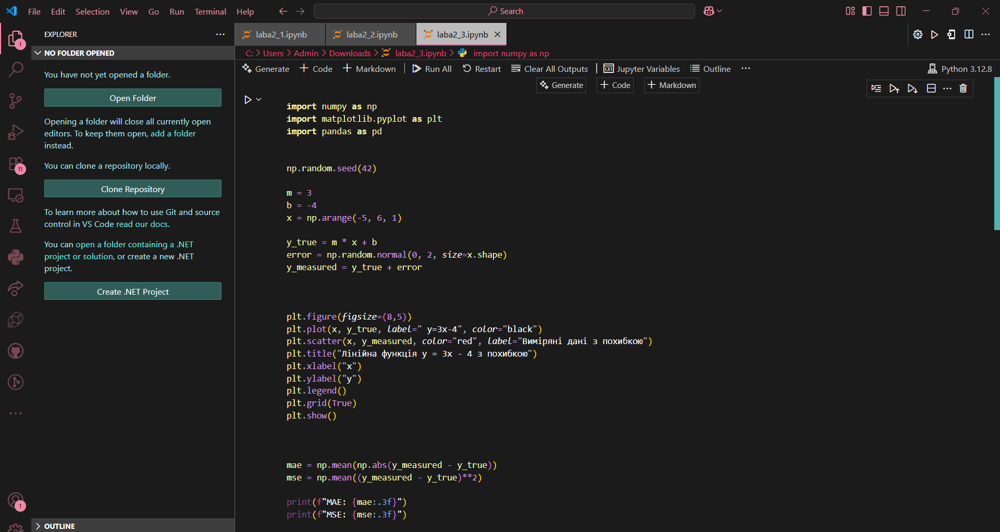 File Edit Selection View Go Run Terminal Help
Search
EXPLORER
laba2_1.ipynb laba2_2.ipynb laba2_3.ipynb
1
NO FOLDER OPENED
C: > Users > Admin > Downloads > laba2_3.ipynb > import numpy as np
Generate + Code + Markdown | Run All Restart Clear All Outputs | Jupyter Variables Outline ...
Python 3.12.8
Generate + Code + Markdown
You have not yet opened a folder.
Open Folder
Opening a folder will close all currently open
editors. To keep them open, add a folder
instead.
You can clone a repository locally.
11
Clone Repository
To learn more about how to use Git and source
control in VS Code read our docs.
You can open a folder containing a .NET
project or solution, or create a new .NET
project.
Create .NET Project
1
OUTLINE
import numpy as np
import matplotlib.pyplot as plt
import pandas as pd
np.random.seed(42)
m = 3
b = -4
x = np.arange(-5, 6, 1)
y_true = m * x + b
error = np.random.normal(0, 2, size=x.shape)
y_measured = y_true + error
plt.figure(figsize=(8,5))
plt.plot(x, y_true, label=" y=3x-4", color="black")
plt.scatter(x, y_measured, color="red", label="Виміряні дані з похибкою")
plt.title("Лінійна функція y = 3x - 4 з похибкою")
plt.xlabel("x")
plt.ylabel("y")
plt.legend()
plt.grid(True)
plt.show()
mae = np.mean(np.abs(y_measured - y_true))
mse = np.mean((y_measured - y_true)**2)
print(f"MAE: {mae:.3f}")
print(f"MSE: {mse:.3f}")